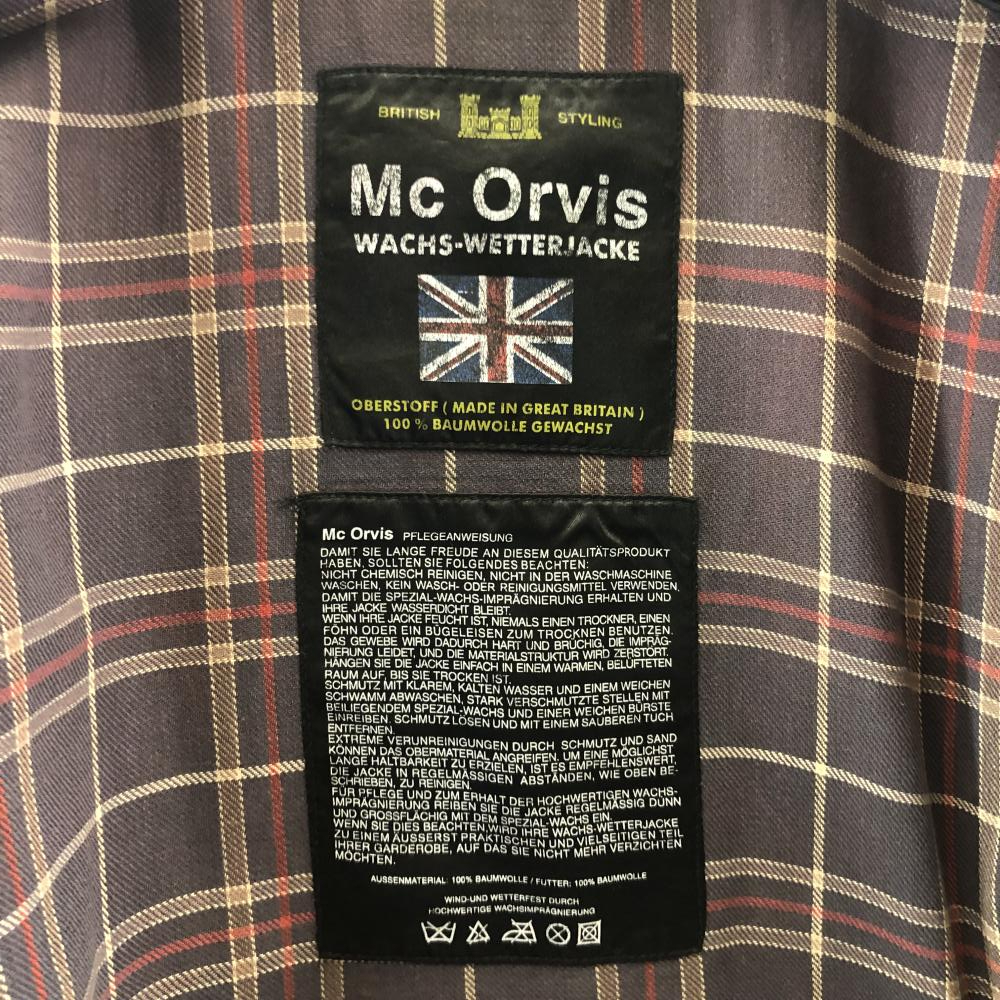 BRITISH STYLING
Mc Orvis
WACHS-WETTERJACKE
OBERSTOFF ( MADE IN GREAT BRITAIN )
100 % BAUMWOLLE GEWACHST
Mc Orvis PFLEGEANWEISUNG
DAMIT SIE LANGE FREUDE AN DIESEM QUALITÄTSPRODUKT
HABEN, SOLLTEN SIE FOLGENDES BEACHTEN:
NICHT CHEMISCH REINIGEN, NICHT IN DER WASCHMASCHINE
WASCHEN, KEIN WASCH- ODER REINIGUNGSMITTEL VERWENDEN,
DAMIT DIE SPEZIAL-WACHS-IMPRÄGNIERUNG ERHALTEN UND
IHRE JACKE WASSERDICHT BLEIBT.
WENN IHRE JACKE FEUCHT IST, NIEMALS EINEN TROCKNER, EINEN
FÖHN ODER EIN BÜGELEISEN ZUM TROCKNEN BENUTZEN.
DAS GEWEBE WIRD DADURCH HART UND BRÜCHIG, DIE IMPRÄG-
NIERUNG LEIDET, UND DIE MATERIALSTRUKTUR WIRD ZERSTÖRT.
HÄNGEN SIE DIE JACKE EINFACH IN EINEM WARMEN, BELÜFTETEN
RAUM AUF, BIS SIE TROCKEN IST.
SCHMUTZ MIT KLAREM, KALTEN WASSER UND EINEM WEICHEN
SCHWAMM ABWASCHEN, STARK VERSCHMUTZTE STELLEN MIT
BEILIEGENDEM SPEZIAL-WACHS UND EINER WEICHEN BÜRSTE
EINREIBEN. SCHMUTZ LÖSEN UND MIT EINEM SAUBEREN TUCH
ENTFERNEN.
EXTREME VERUNREINIGUNGEN DURCH SCHMUTZ UND SAND
KÖNNEN DAS OBERMATERIAL ANGREIFEN. UM EINE MÖGLICHST
LANGE HALTBARKEIT ZU ERZIELEN, IST ES EMPFEHLENSWERT,
DIE JACKE IN REGELMÄSSIGEN ABSTÄNDEN, WIE OBEN BE-
SCHRIEBEN, ZU REINIGEN.
FÜR PFLEGE UND ZUM ERHALT DER HOCHWERTIGEN WACHS-
IMPRÄGNIERUNG REIBEN SIE DIE JACKE REGELMÄSSIG DÜNN
UND GROSSFLÄCHIG MIT DEM SPEZIAL-WACHS EIN.
WENN SIE DIES BEACHTEN, WIRD IHRE WACHS-WETTERJACKE
ZU EINEM ÄUSSERST PRAKTISCHEN UND VIELSEITIGEN TEIL
IHRER GARDEROBE, AUF DAS SIE NICHT MEHR VERZICHTEN
MÖCHTEN.
AUSSENMATERIAL: 100% BAUMWOLLE / FUTTER: 100% BAUMWOLLE
WIND-UND WETTERFEST DURCH
HOCHWERTIGE WACHSIMPRÄGNIERUNG